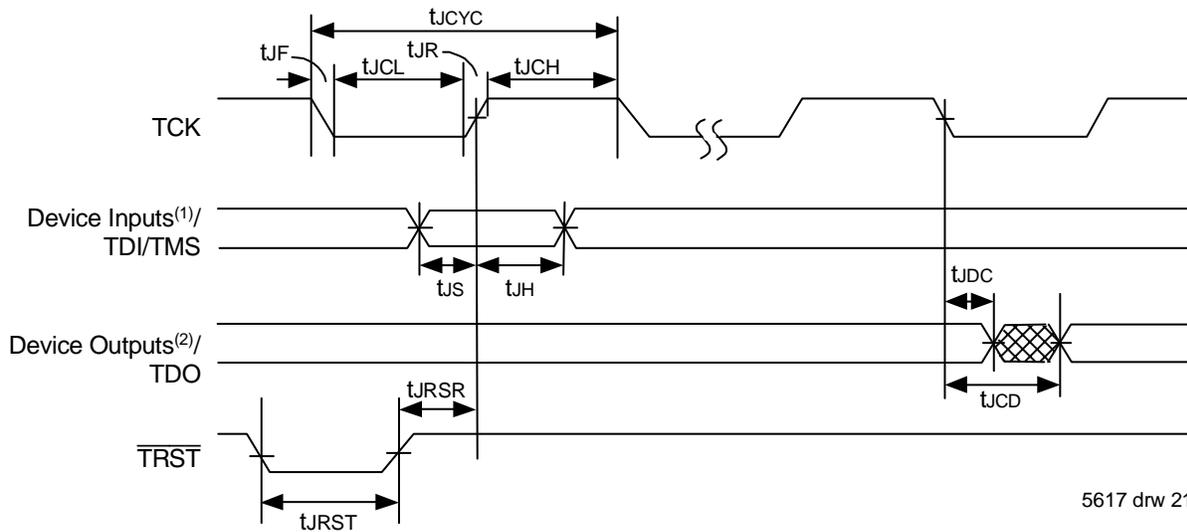 tJCYC
tJF
tJR
tJCL
tJCH
TCK
Device Inputs(1)/
TDI/TMS
tJS
tJH
tJDC
Device Outputs(2)/
TDO
tJRSR
tJCD
TRST
5617 drw 21
tJRST